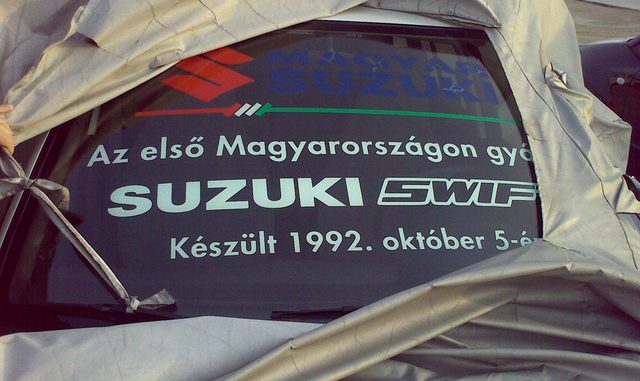 MAGYAR
SUZUKI
Az első Magyarországon gyá
SUZUKI SWIF
Készült 1992. október 5-é